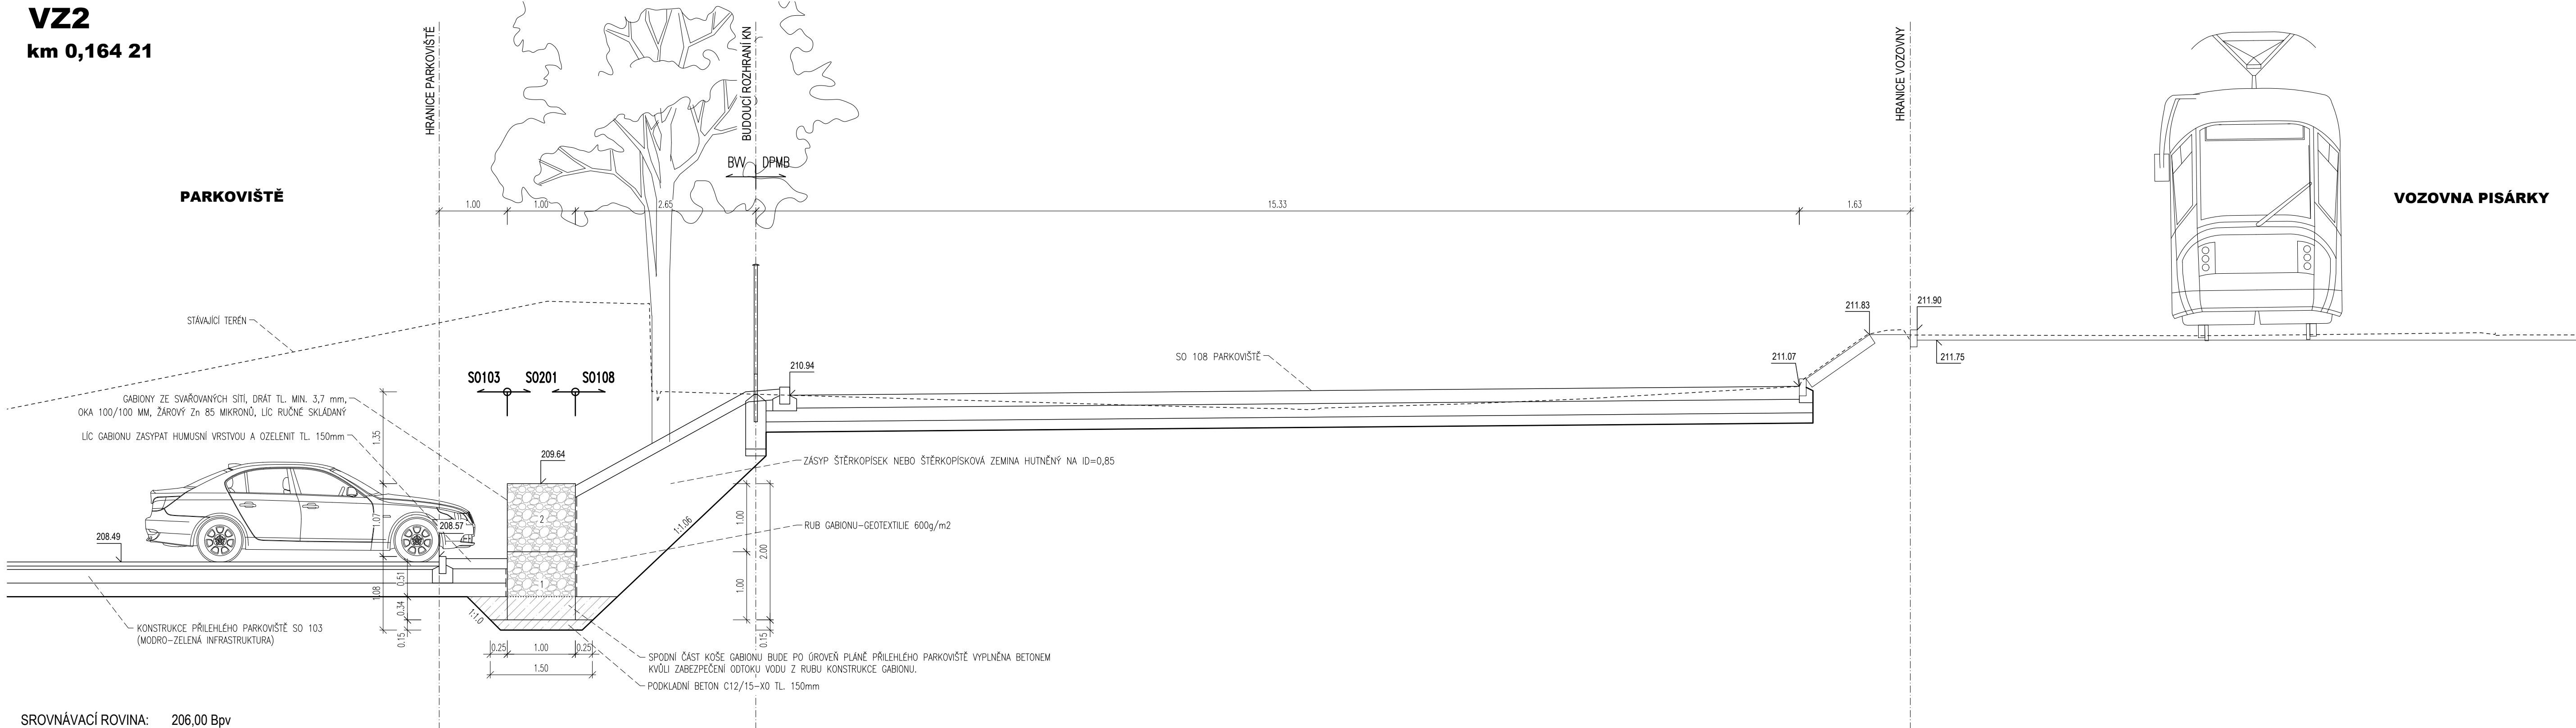 VZ2
km 0,164 21
HRANICE PARKOVIŠTĚ
BUDOUCÍ ROZHRANÍ KN
HRANICE VOZOVNY
BVV DPMB
PARKOVIŠTĚ
VOZOVNA PISÁRKY
1.00
1.00
2.65
15.33
1.63
STÁVAJÍCÍ TERÉN
211.83
211.90
SO 108 PARKOVIŠTĚ
211.07
211.75
210.94
SO103 SO201 SO108
GABIONY ZE SVAŘOVANÝCH SÍTÍ, DRÁT TL. MIN. 3,7 mm,
OKA 100/100 MM, ŽÁROVÝ Zn 85 MIKRONŮ, LÍC RUČNĚ SKLÁDANÝ
LÍC GABIONU ZASYPAT HUMUSNÍ VRSTVOU A OZELENIT TL. 150mm
1.35
209.64
ZÁSYP ŠTĚRKOPÍSEK NEBO ŠTĚRKOPÍSKOVÁ ZEMINA HUTNĚNÝ NA ID=0,85
1.07
208.57
2
1:1.06
1.00
2.00
RUB GABIONU-GEOTEXTILIE 600g/m2
208.49
1
1.00
0.51
1.08
0.34
0.15
1:1.0
0.15
KONSTRUKCE PŘILEHLÉHO PARKOVIŠTĚ SO 103
(MODRO-ZELENÁ INFRASTRUKTURA)
0.25
1.00
0.25
1.50
SPODNÍ ČÁST KOŠE GABIONU BUDE PO ÚROVEŇ PLÁNĚ PŘILEHLÉHO PARKOVIŠTĚ VYPLNĚNA BETONEM
KVŮLI ZABEZPEČENÍ ODTOKU VODU Z RUBU KONSTRUKCE GABIONU.
PODKLADNÍ BETON C12/15-X0 TL. 150mm
SROVNÁVACÍ ROVINA: 206,00 Bpv